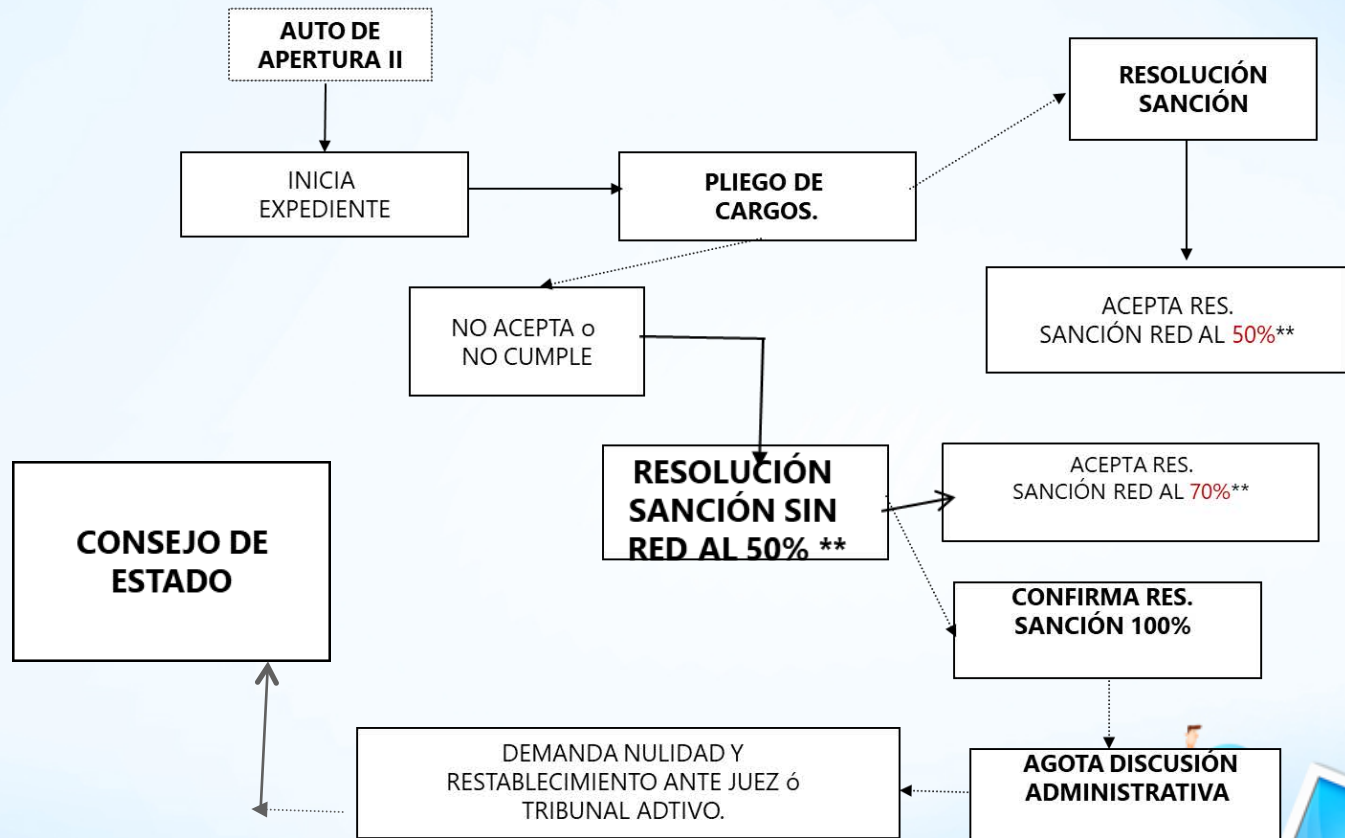 AUTO DE
APERTURA II
RESOLUCIÓN
SANCIÓN
INICIA
EXPEDIENTE
PLIEGO DE
CARGOS.
NO ACEPTA o
NO CUMPLE
ACEPTA RES.
SANCIÓN RED AL 50%**
RESOLUCIÓN
SANCIÓN SIN
RED AL 50% **
ACEPTA RES.
SANCIÓN RED AL 70%**
CONSEJO DE
ESTADO
CONFIRMA RES.
SANCIÓN 100%
DEMANDA NULIDAD Y
RESTABLECIMIENTO ANTE JUEZ ó
TRIBUNAL ADTIVO.
AGOTA DISCUSIÓN
ADMINISTRATIVA